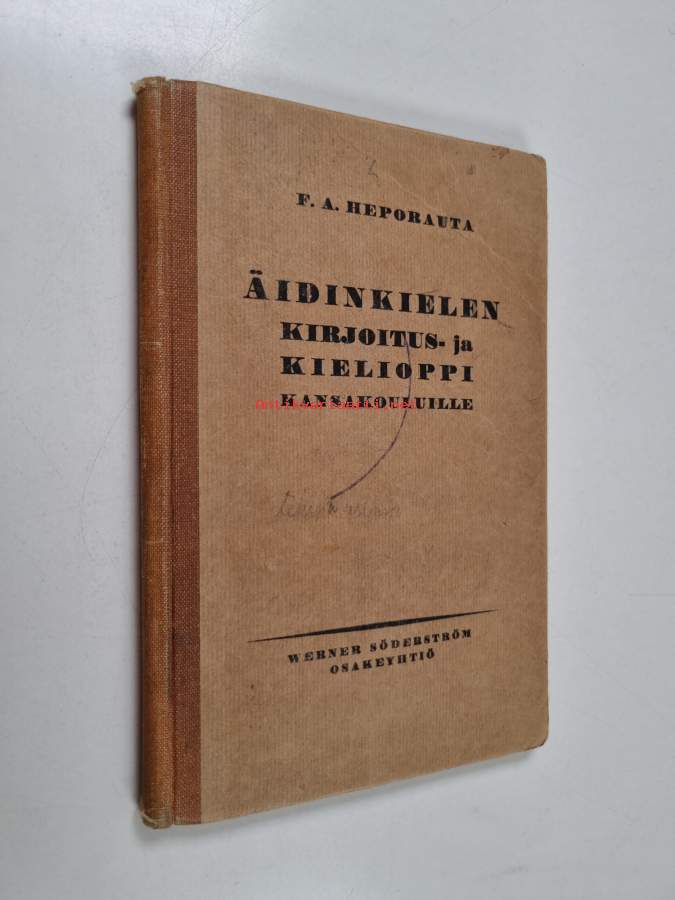 F. A. HEPORAUTA
ÄIDINKIELEN
KIRJOITUS- ja
KIELIOPPI
KANSAKOULUILLE
WERNER SÖDERSTRÖM
OSAKEYHTIÖ